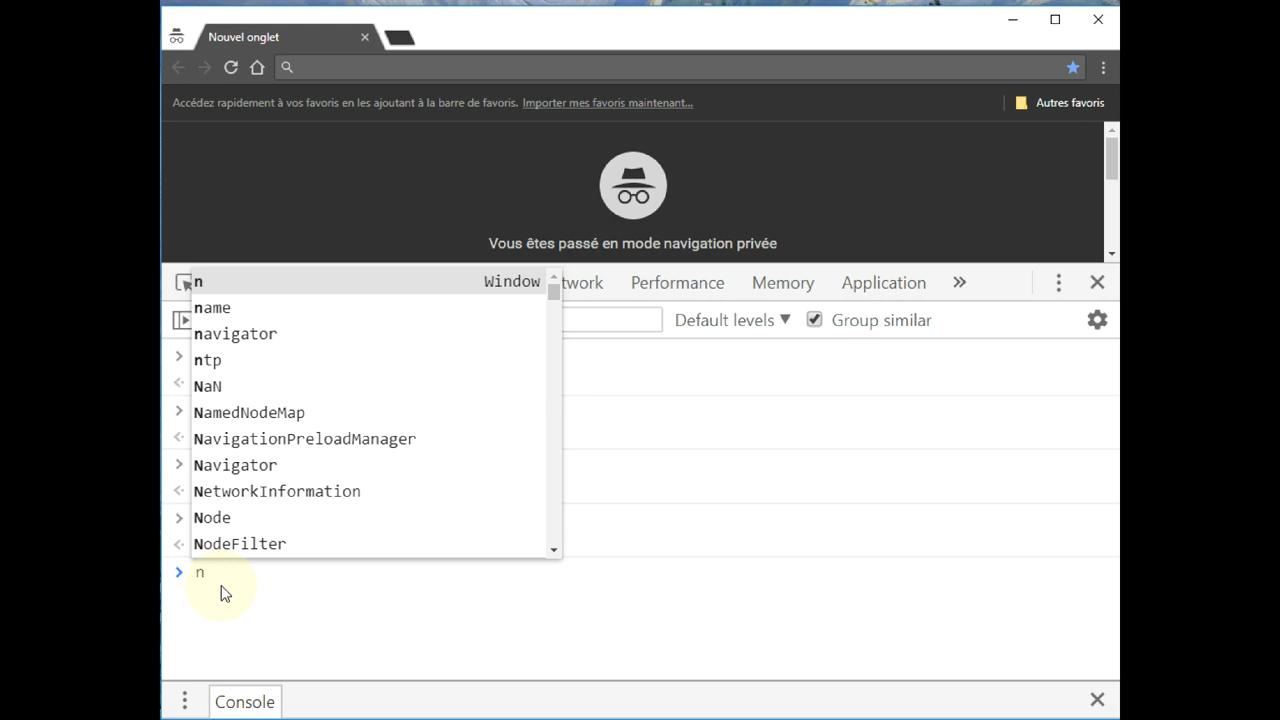 Nouvel onglet
Accédez rapidement à vos favoris en les ajoutant à la barre de favoris. Importer mes favoris maintenant...
Autres favoris
Vous êtes passé en mode navigation privée
Performance
Memory
Application
Default levels
Group similar
n
Window
name
navigator
ntp
NaN
NamedNodeMap
NavigationPreloadManager
Navigator
NetworkInformation
Node
NodeFilter
n
Console